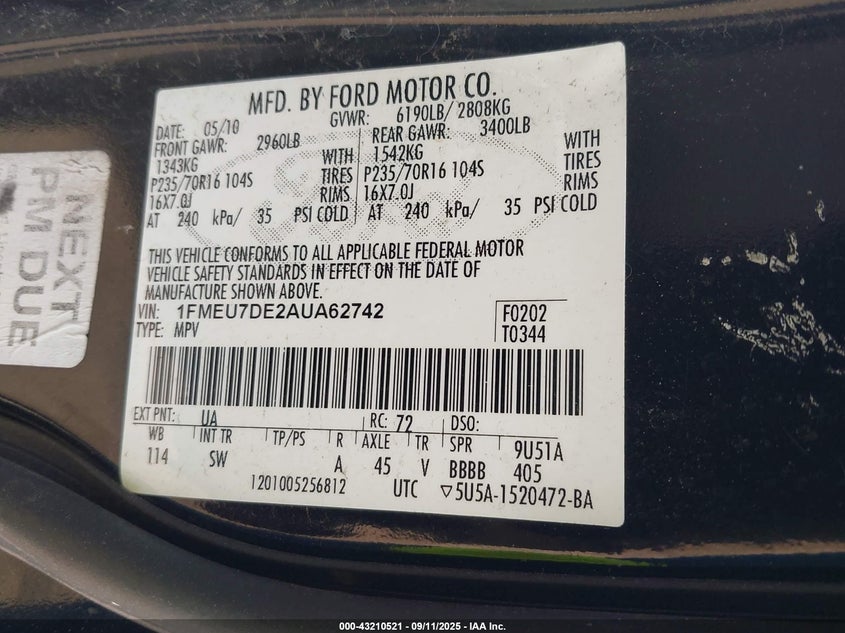 MFD. BY FORD MOTOR CO.
DATE: 05/10 GVWR: 6190LB/ 2808KG
FRONT GAWR: 2960LB REAR GAWR: 3400LB
1343KG WITH 1542KG WITH
P235/70R16 104S TIRES P235/70R16 104S TIRES
16X7.0J RIMS 16X7.0J RIMS
AT 240 kPa/ 35 PSI COLD AT 240 kPa/ 35 PSI COLD
THIS VEHICLE CONFORMS TO ALL APPLICABLE FEDERAL MOTOR
VEHICLE SAFETY STANDARDS IN EFFECT ON THE DATE OF
MANUFACTURE SHOWN ABOVE.
VIN: 1FMEU7DE2AUA62742 F0202
TYPE: MPV T0344
EXT PNT: UA RC: 72 DSO:
WB INT TR TP/PS R AXLE TR SPR 9U51A
114 SW A 45 V BBBB 405
1201005256812 UTC ▽5U5A-1520472-BA
NEXT
PM DUE
000-43210521 - 09/11/2025 - IAA Inc.